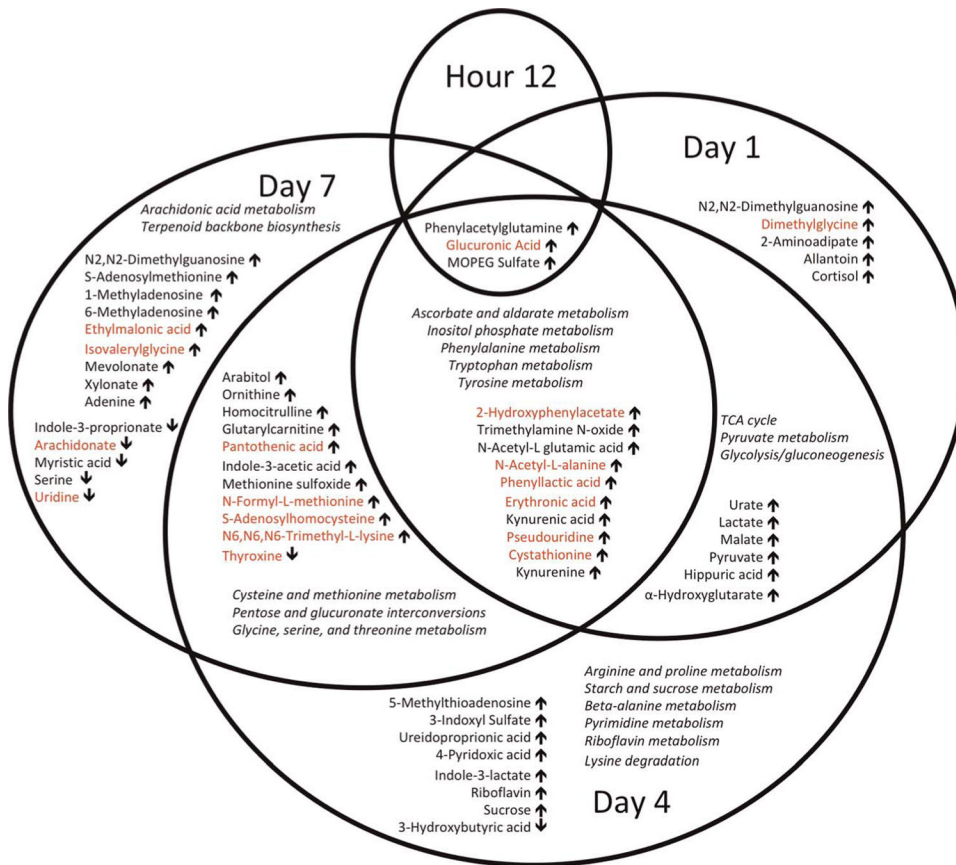 Hour 12
Day 1
Day 7
Arachidonic acid metabolism
Terpenoid backbone biosynthesis
N2,N2-Dimethylguanosine ↑
S-Adenosylmethionine ↑
1-Methyladenosine ↑
6-Methyladenosine ↑
Ethylmalonic acid ↑
Isovalerylglycine ↑
Mevolonate ↑
Xylonate ↑
Adenine ↑
Indole-3-proprionate ↓
Arachidonate ↓
Myristic acid ↓
Serine ↓
Uridine ↓
Phenylacetylglutamine ↑
Glucuronic Acid ↑
MOPEG Sulfate ↑
N2,N2-Dimethylguanosine ↑
Dimethylglycine ↑
2-Aminoadipate ↑
Allantoin ↑
Cortisol ↑
Ascorbate and aldarate metabolism
Inositol phosphate metabolism
Phenylalanine metabolism
Tryptophan metabolism
Tyrosine metabolism
Arabitol ↑
Ornithine ↑
Homocitrulline ↑
Glutarylcarnitine ↑
Pantothenic acid ↑
Indole-3-acetic acid ↑
Methionine sulfoxide ↑
N-Formyl-L-methionine ↑
S-Adenosylhomocysteine ↑
N6,N6,N6-Trimethyl-L-lysine ↑
Thyroxine ↓
Cysteine and methionine metabolism
Pentose and glucuronate interconversions
Glycine, serine, and threonine metabolism
2-Hydroxyphenylacetate ↑
Trimethylamine N-oxide ↑
N-Acetyl-L glutamic acid ↑
N-Acetyl-L-alanine ↑
Phenyllactic acid ↑
Erythronic acid ↑
Kynurenic acid ↑
Pseudouridine ↑
Cystathionine ↑
Kynurenine ↑
TCA cycle
Pyruvate metabolism
Glycolysis/gluconeogenesis
Urate ↑
Lactate ↑
Malate ↑
Pyruvate ↑
Hippuric acid ↑
α-Hydroxyglutarate ↑
5-Methylthioadenosine ↑
3-Indoxyl Sulfate ↑
Ureidoproprionic acid ↑
4-Pyridoxic acid ↑
Indole-3-lactate ↑
Riboflavin ↑
Sucrose ↑
3-Hydroxybutyric acid ↓
Arginine and proline metabolism
Starch and sucrose metabolism
Beta-alanine metabolism
Pyrimidine metabolism
Riboflavin metabolism
Lysine degradation
Day 4